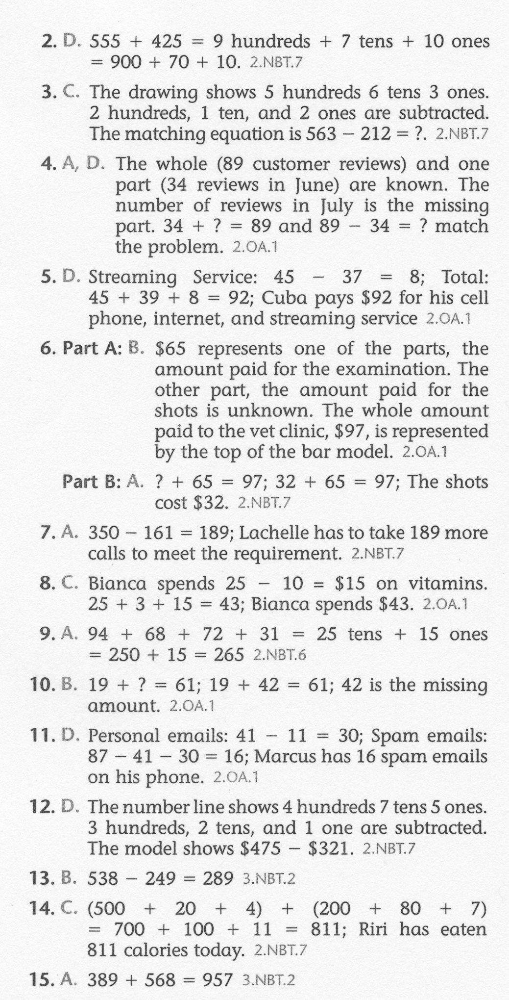 2. D. 555 + 425 = 9 hundreds + 7 tens + 10 ones
= 900 + 70 + 10. 2.NBT.7
3. C. The drawing shows 5 hundreds 6 tens 3 ones.
2 hundreds, 1 ten, and 2 ones are subtracted.
The matching equation is 563 − 212 = ?. 2.NBT.7
4. A, D. The whole (89 customer reviews) and one
part (34 reviews in June) are known. The
number of reviews in July is the missing
part. 34 + ? = 89 and 89 − 34 = ? match
the problem. 2.OA.1
5. D. Streaming Service: 45 − 37 = 8; Total:
45 + 39 + 8 = 92; Cuba pays $92 for his cell
phone, internet, and streaming service 2.OA.1
6. Part A: B. $65 represents one of the parts, the
amount paid for the examination. The
other part, the amount paid for the
shots is unknown. The whole amount
paid to the vet clinic, $97, is represented
by the top of the bar model. 2.OA.1
Part B: A. ? + 65 = 97; 32 + 65 = 97; The shots
cost $32. 2.NBT.7
7. A. 350 − 161 = 189; Lachelle has to take 189 more
calls to meet the requirement. 2.NBT.7
8. C. Bianca spends 25 − 10 = $15 on vitamins.
25 + 3 + 15 = 43; Bianca spends $43. 2.OA.1
9. A. 94 + 68 + 72 + 31 = 25 tens + 15 ones
= 250 + 15 = 265 2.NBT.6
10. B. 19 + ? = 61; 19 + 42 = 61; 42 is the missing
amount. 2.OA.1
11. D. Personal emails: 41 − 11 = 30; Spam emails:
87 − 41 − 30 = 16; Marcus has 16 spam emails
on his phone. 2.OA.1
12. D. The number line shows 4 hundreds 7 tens 5 ones.
3 hundreds, 2 tens, and 1 one are subtracted.
The model shows $475 − $321. 2.NBT.7
13. B. 538 − 249 = 289 3.NBT.2
14. C. (500 + 20 + 4) + (200 + 80 + 7)
= 700 + 100 + 11 = 811; Riri has eaten
811 calories today. 2.NBT.7
15. A. 389 + 568 = 957 3.NBT.2